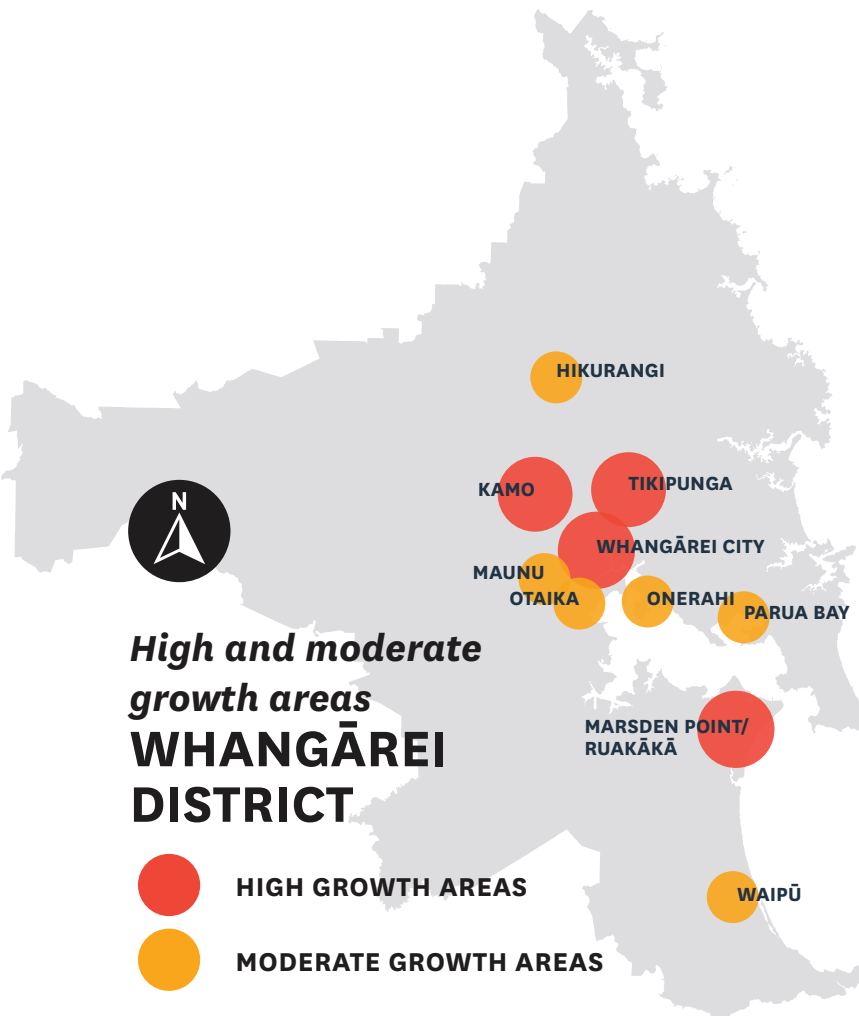 HIKURANGI
KAMO
TIKIPUNGA
WHANGĀREI CITY
MAUNU
OTAIKA
ONERAHI
PARUA BAY
N
High and moderate
growth areas
WHANGĀREI
DISTRICT
MARSDEN POINT/
RUAKĀKĀ
HIGH GROWTH AREAS
WAIPŪ
MODERATE GROWTH AREAS